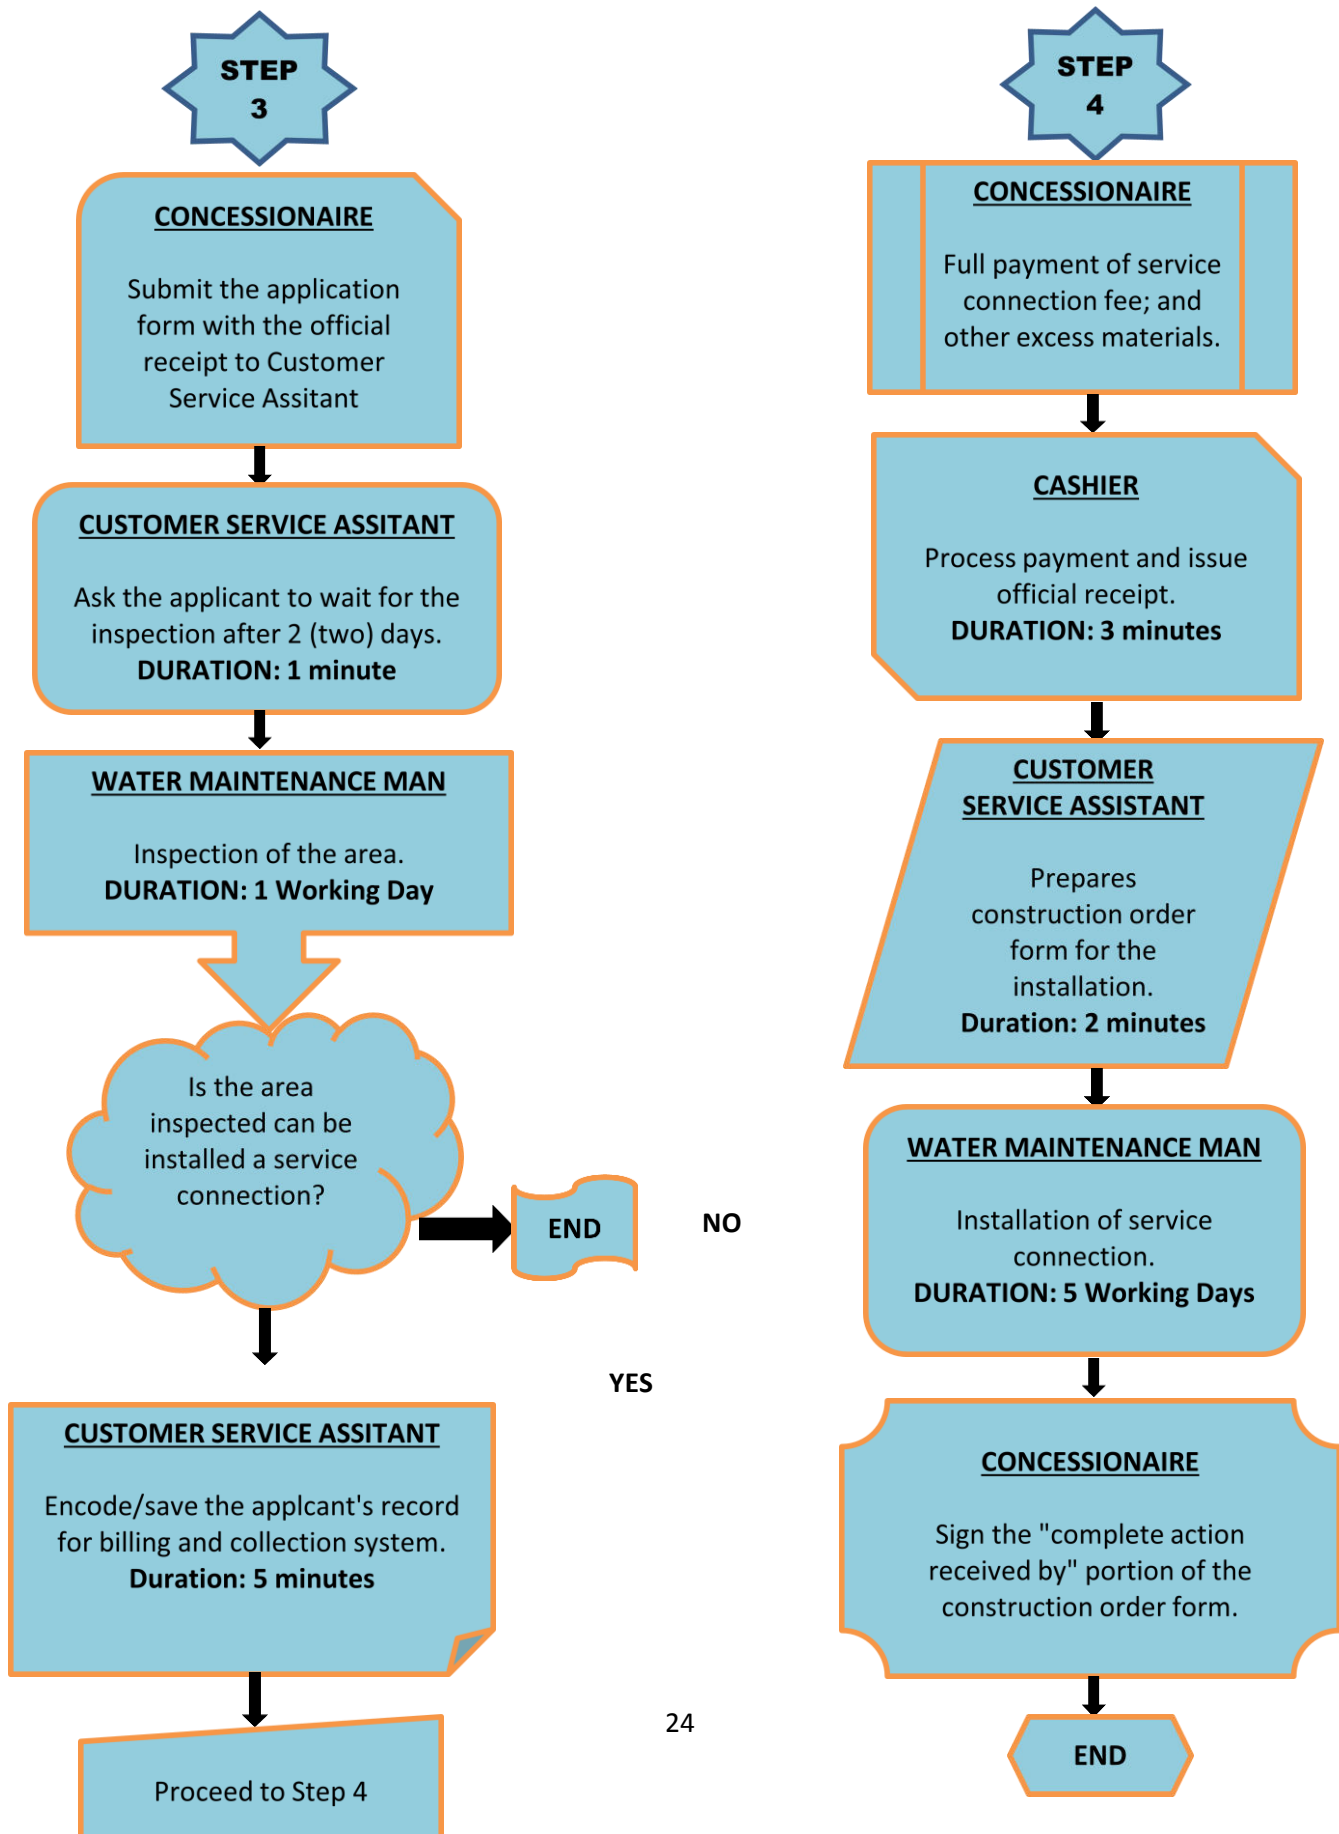 STEP
3
CONCESSIONAIRE
Submit the application
form with the official
receipt to Customer
Service Assitant
CUSTOMER SERVICE ASSITANT
Ask the applicant to wait for the
inspection after 2 (two) days.
DURATION: 1 minute
WATER MAINTENANCE MAN
Inspection of the area.
DURATION: 1 Working Day
Is the area
inspected can be
installed a service
connection?
END
NO
YES
CUSTOMER SERVICE ASSITANT
Encode/save the applcant's record
for billing and collection system.
Duration: 5 minutes
Proceed to Step 4
STEP
4
CONCESSIONAIRE
Full payment of service
connection fee; and
other excess materials.
CASHIER
Process payment and issue
official receipt.
DURATION: 3 minutes
CUSTOMER
SERVICE ASSISTANT
Prepares
construction order
form for the
installation.
Duration: 2 minutes
WATER MAINTENANCE MAN
Installation of service
connection.
DURATION: 5 Working Days
CONCESSIONAIRE
Sign the "complete action
received by" portion of the
construction order form.
END
24